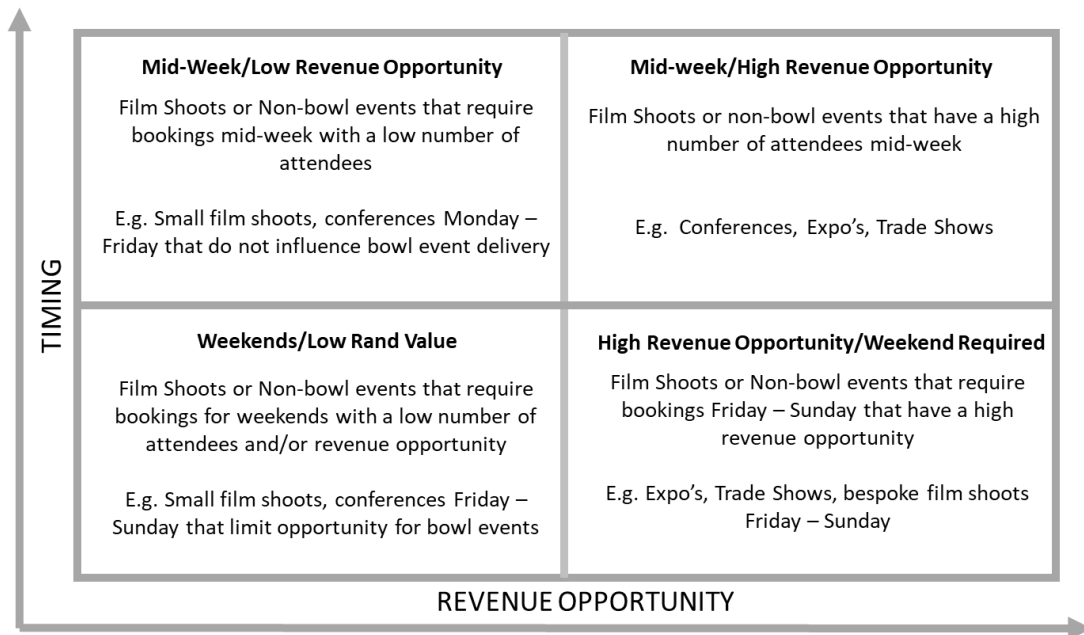 Mid-Week/Low Revenue Opportunity
Film Shoots or Non-bowl events that require
bookings mid-week with a low number of
attendees
E.g. Small film shoots, conferences Monday –
Friday that do not influence bowl event delivery
Mid-week/High Revenue Opportunity
Film Shoots or non-bowl events that have a high
number of attendees mid-week
E.g.  Conferences, Expo’s, Trade Shows
TIMING
Weekends/Low Rand Value
Film Shoots or Non-bowl events that require
bookings for weekends with a low number of
attendees and/or revenue opportunity
E.g. Small film shoots, conferences Friday –
Sunday that limit opportunity for bowl events
High Revenue Opportunity/Weekend Required
Film Shoots or Non-bowl events that require
bookings Friday – Sunday that have a high
revenue opportunity
E.g. Expo’s, Trade Shows, bespoke film shoots
Friday – Sunday
REVENUE OPPORTUNITY